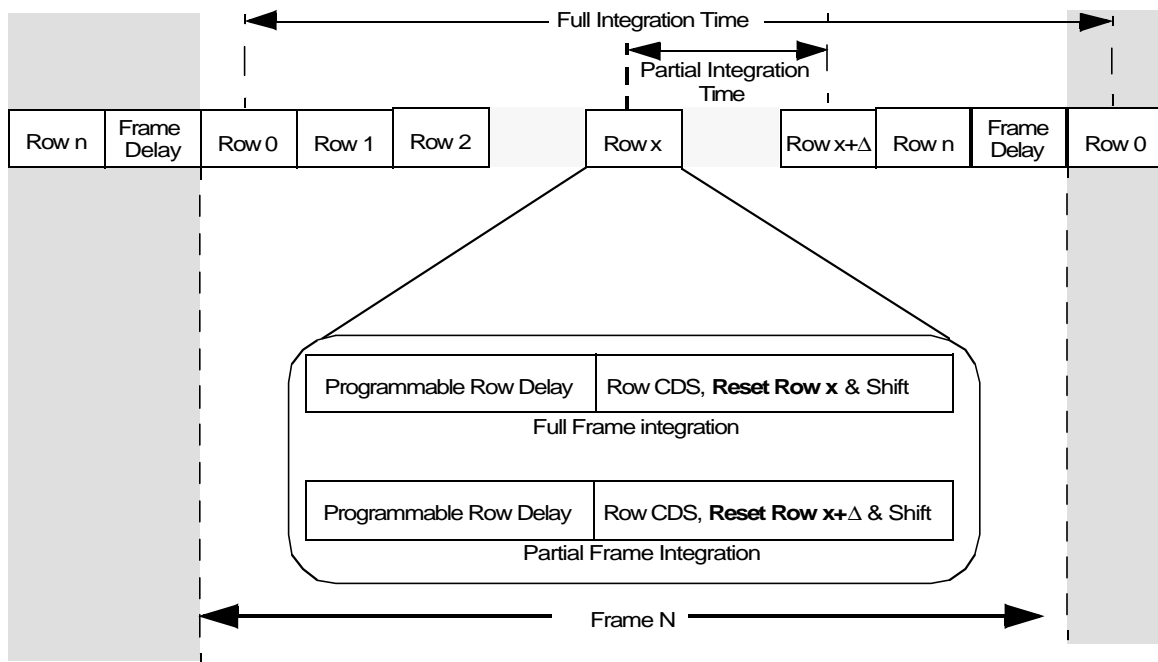 Full Integration Time
Partial Integration
Time
Row n
Frame
Delay
Row 0
Row 1
Row 2
Row x
Row x+Δ
Row n
Frame
Delay
Row 0
Programmable Row Delay
Row CDS, Reset Row x & Shift
Full Frame integration
Programmable Row Delay
Row CDS, Reset Row x+Δ & Shift
Partial Frame Integration
Frame N